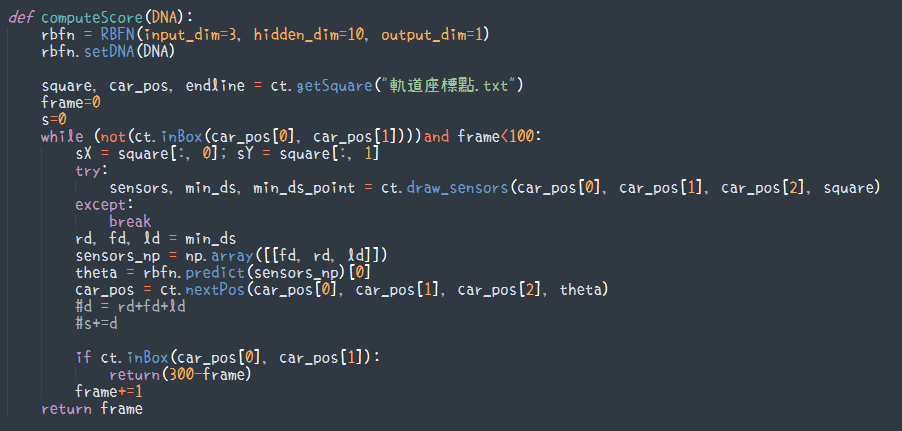 def computeScore(DNA):
    rbfn = RBFN(input_dim=3, hidden_dim=10, output_dim=1)
    rbfn.setDNA(DNA)

    square, car_pos, endline = ct.getSquare("軌道座標點.txt")
    frame=0
    s=0
    while (not(ct.inBox(car_pos[0], car_pos[1])))and frame<100:
        sX = square[:, 0]; sY = square[:, 1]
        try:
            sensors, min_ds, min_ds_point = ct.draw_sensors(car_pos[0], car_pos[1], car_pos[2], square)
        except:
            break
        rd, fd, ld = min_ds
        sensors_np = np.array([[fd, rd, ld]])
        theta = rbfn.predict(sensors_np)[0]
        car_pos = ct.nextPos(car_pos[0], car_pos[1], car_pos[2], theta)
        #d = rd+fd+ld
        #s+=d

        if ct.inBox(car_pos[0], car_pos[1]):
            return(300-frame)
        frame+=1
    return frame